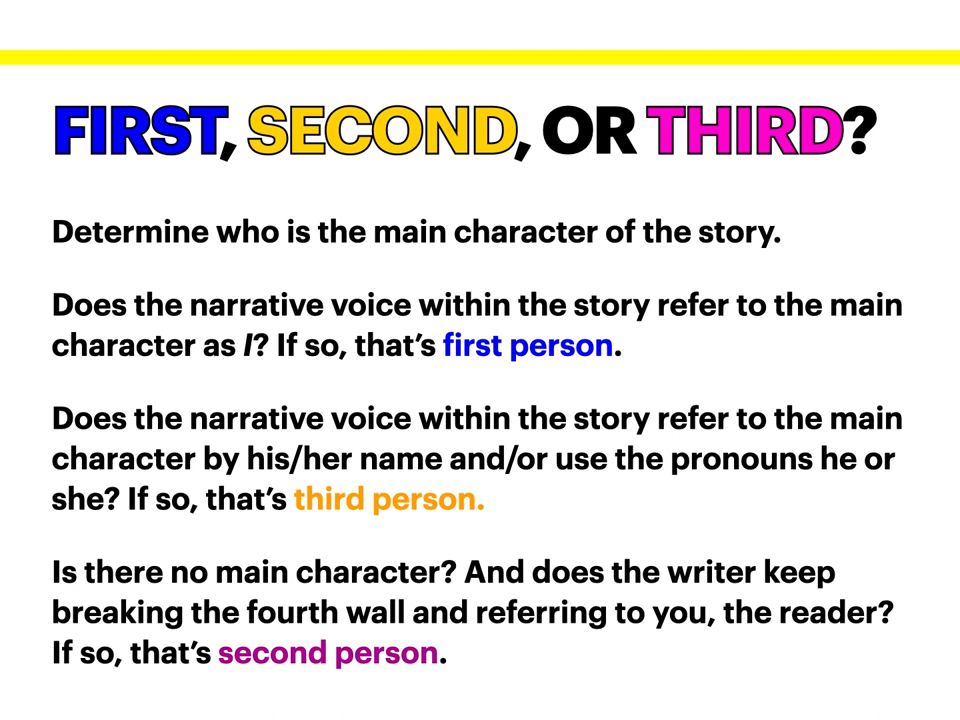 FIRST, SECOND, OR THIRD?
Determine who is the main character of the story.
Does the narrative voice within the story refer to the main
character as I? If so, that’s first person.
Does the narrative voice within the story refer to the main
character by his/her name and/or use the pronouns he or
she? If so, that’s third person.
Is there no main character? And does the writer keep
breaking the fourth wall and referring to you, the reader?
If so, that’s second person.